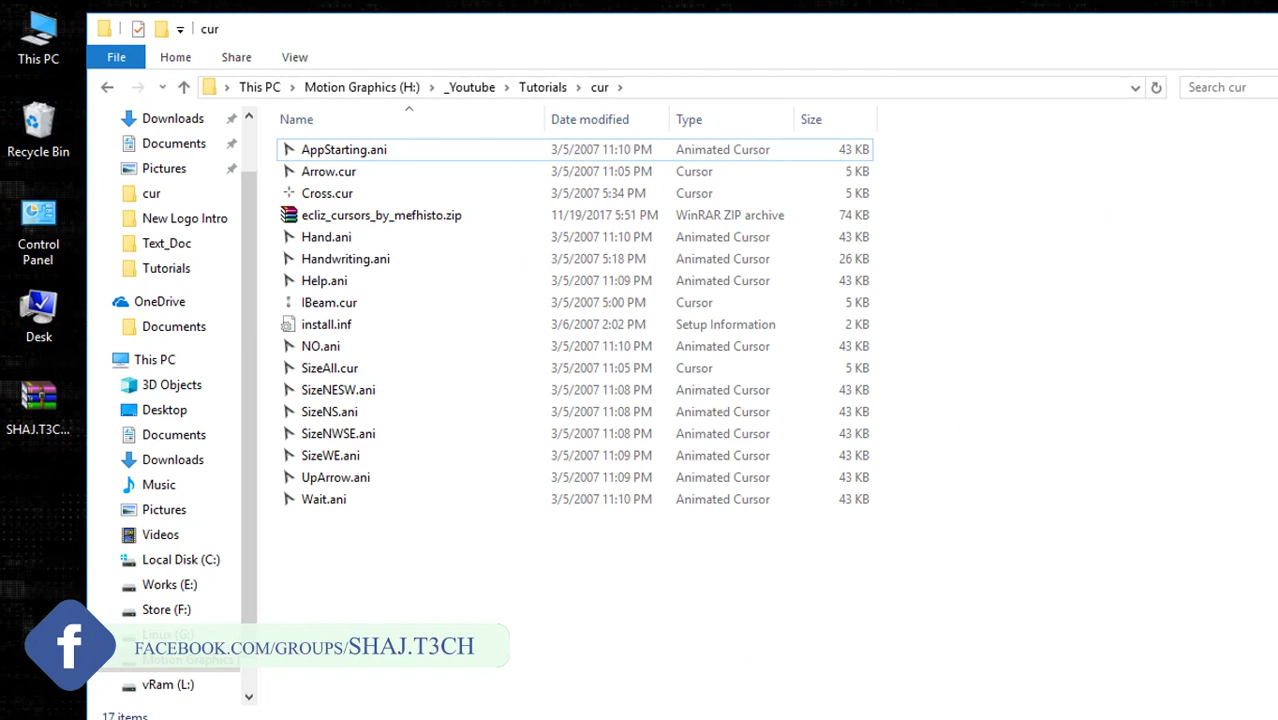 This PC
Recycle Bin
Control
Panel
Desk
SHAJ.T3C...
cur
File Home Share View
This PC Motion Graphics (H:) _Youtube Tutorials cur
Search cur
Downloads
Documents
Pictures
cur
New Logo Intro
Text_Doc
Tutorials
OneDrive
Documents
This PC
3D Objects
Desktop
Documents
Downloads
Music
Pictures
Videos
Local Disk (C:)
Works (E:)
Store (F:)
Linux (G:)
Motion Graphics
vRam (L:)
Name Date modified Type Size
AppStarting.ani 3/5/2007 11:10 PM Animated Cursor 43 KB
Arrow.cur 3/5/2007 11:05 PM Cursor 5 KB
Cross.cur 3/5/2007 5:34 PM Cursor 5 KB
ecliz_cursors_by_mefhisto.zip 11/19/2017 5:51 PM WinRAR ZIP archive 74 KB
Hand.ani 3/5/2007 11:10 PM Animated Cursor 43 KB
Handwriting.ani 3/5/2007 5:18 PM Animated Cursor 26 KB
Help.ani 3/5/2007 11:09 PM Animated Cursor 43 KB
IBeam.cur 3/5/2007 5:00 PM Cursor 5 KB
install.inf 3/6/2007 2:02 PM Setup Information 2 KB
NO.ani 3/5/2007 11:10 PM Animated Cursor 43 KB
SizeAll.cur 3/5/2007 11:05 PM Cursor 5 KB
SizeNESW.ani 3/5/2007 11:08 PM Animated Cursor 43 KB
SizeNS.ani 3/5/2007 11:08 PM Animated Cursor 43 KB
SizeNWSE.ani 3/5/2007 11:08 PM Animated Cursor 43 KB
SizeWE.ani 3/5/2007 11:09 PM Animated Cursor 43 KB
UpArrow.ani 3/5/2007 11:09 PM Animated Cursor 43 KB
Wait.ani 3/5/2007 11:10 PM Animated Cursor 43 KB
FACEBOOK.COM/GROUPS/SHAJ.T3CH
17 items